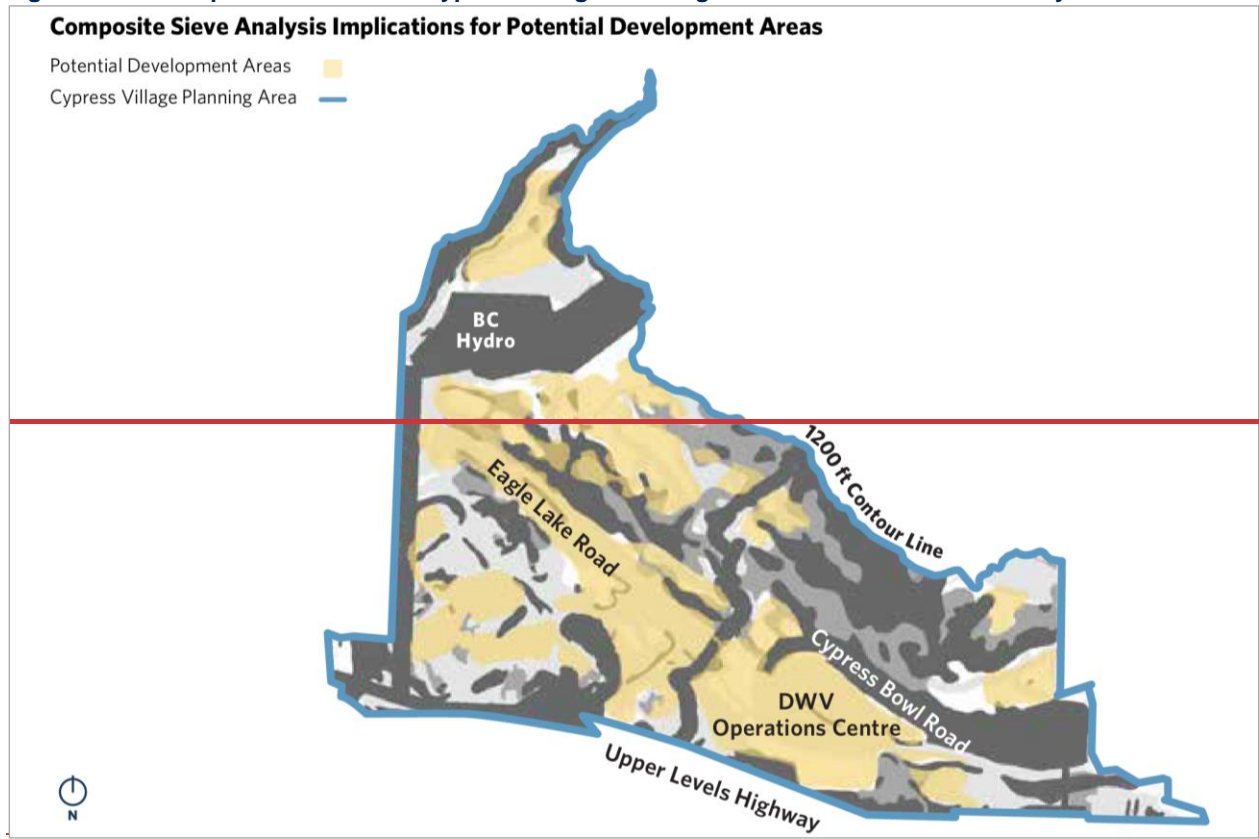 Composite Sieve Analysis Implications for Potential Development Areas
Potential Development Areas
Cypress Village Planning Area
BC
Hydro
1200 ft Contour Line
Eagle Lake Road
Cypress Bowl Road
DWV
Operations Centre
Upper Levels Highway
N